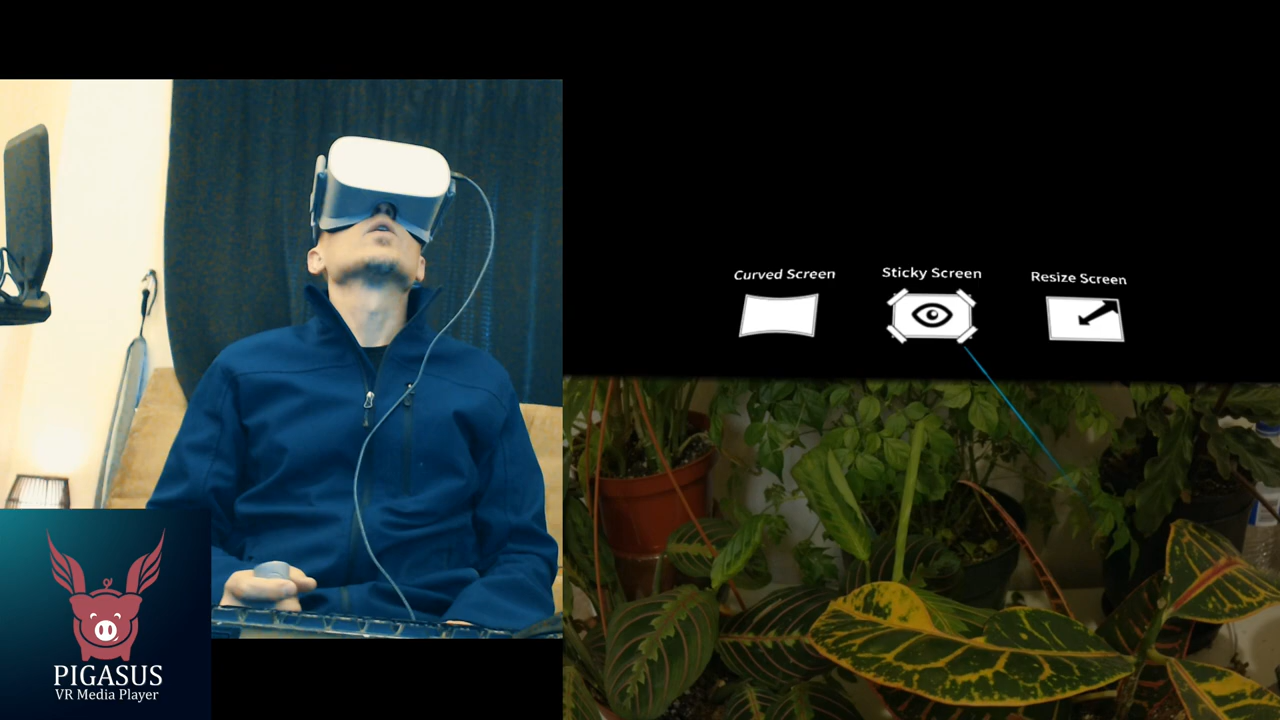 Curved Screen
Sticky Screen
Resize Screen
PIGASUS
VR Media Player